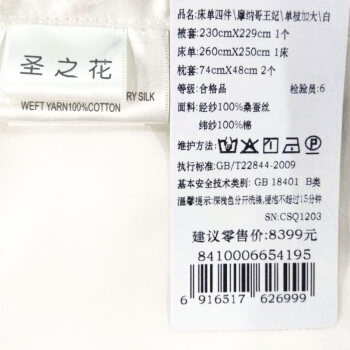 圣之花
RY SILK
WEFT YARN100%COTTON
品名:床单四件\摩纳哥王妃\单被加大\白
被套:230cmX229cm 1个
床单:260cmX250cm 1床
枕套:74cmX48cm 2个
等级:合格品 检验员:6
面料:经纱100%桑蚕丝
纬纱100%棉
维护方法:
执行标准:GB/T22844-2009
基本安全技术类别: GB 18401 B类
温馨提示:深浅色分开洗涤,浸泡不超过15分钟
SN:CSQ1203
建议零售价:8399元
8410006654195
6 916517 626999